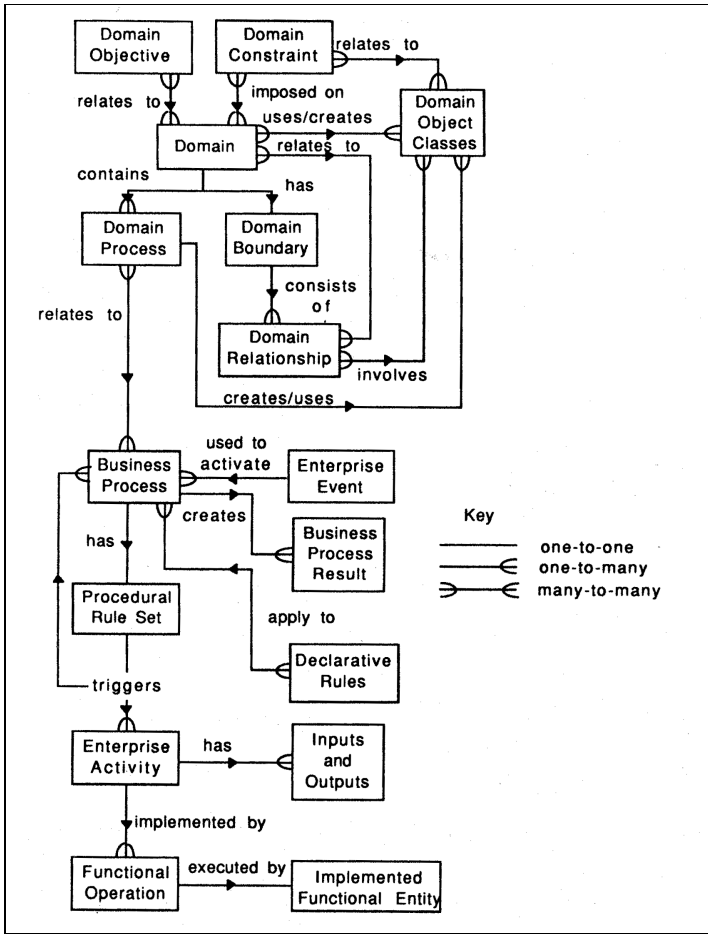 Domain
Objective
Domain
Constraint
relates to
relates to
imposed on
Domain
Object
Classes
uses/creates
Domain
relates to
contains
has
Domain
Process
Domain
Boundary
relates to
consists
of
Domain
Relationship
involves
creates/uses
Business
Process
used to
activate
Enterprise
Event
creates
Business
Process
Result
has
Procedural
Rule Set
apply to
Declarative
Rules
triggers
Enterprise
Activity
has
Inputs
and
Outputs
implemented by
Functional
Operation
executed by
Implemented
Functional Entity
Key
one-to-one
one-to-many
many-to-many